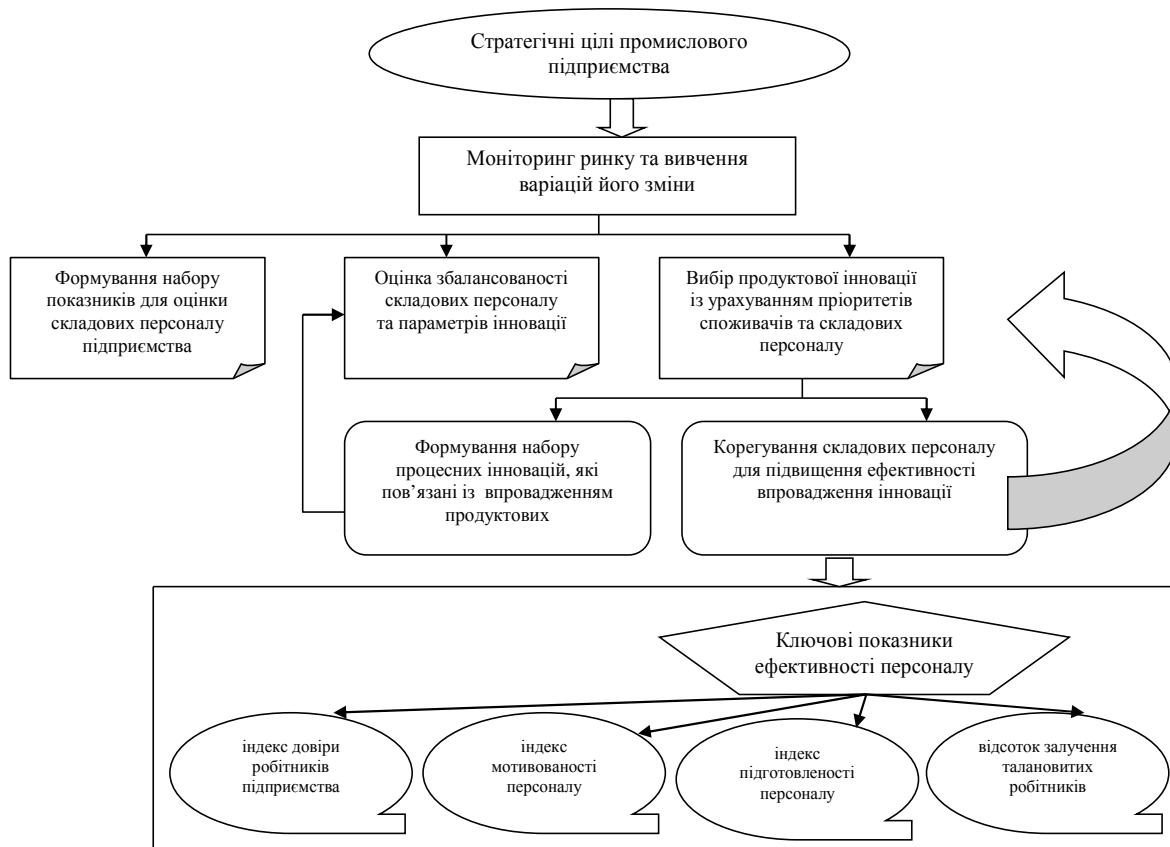 Стратегічні цілі промислового
підприємства
Моніторинг ринку та вивчення
варіацій його зміни
Формування набору
показників для оцінки
складових персоналу
підприємства
Оцінка збалансованості
складових персоналу
та параметрів інновації
Вибір продуктової інновації
із урахуванням пріоритетів
споживачів та складових
персоналу
Формування набору
процесних інновацій, які
пов’язані із впровадженням
продуктових
Корегування складових персоналу
для підвищення ефективності
впровадження інновації
Ключові показники
ефективності персоналу
індекс довіри
робітників
підприємства
індекс
мотивованості
персоналу
індекс
підготовленості
персоналу
відсоток залучення
талановитих
робітників